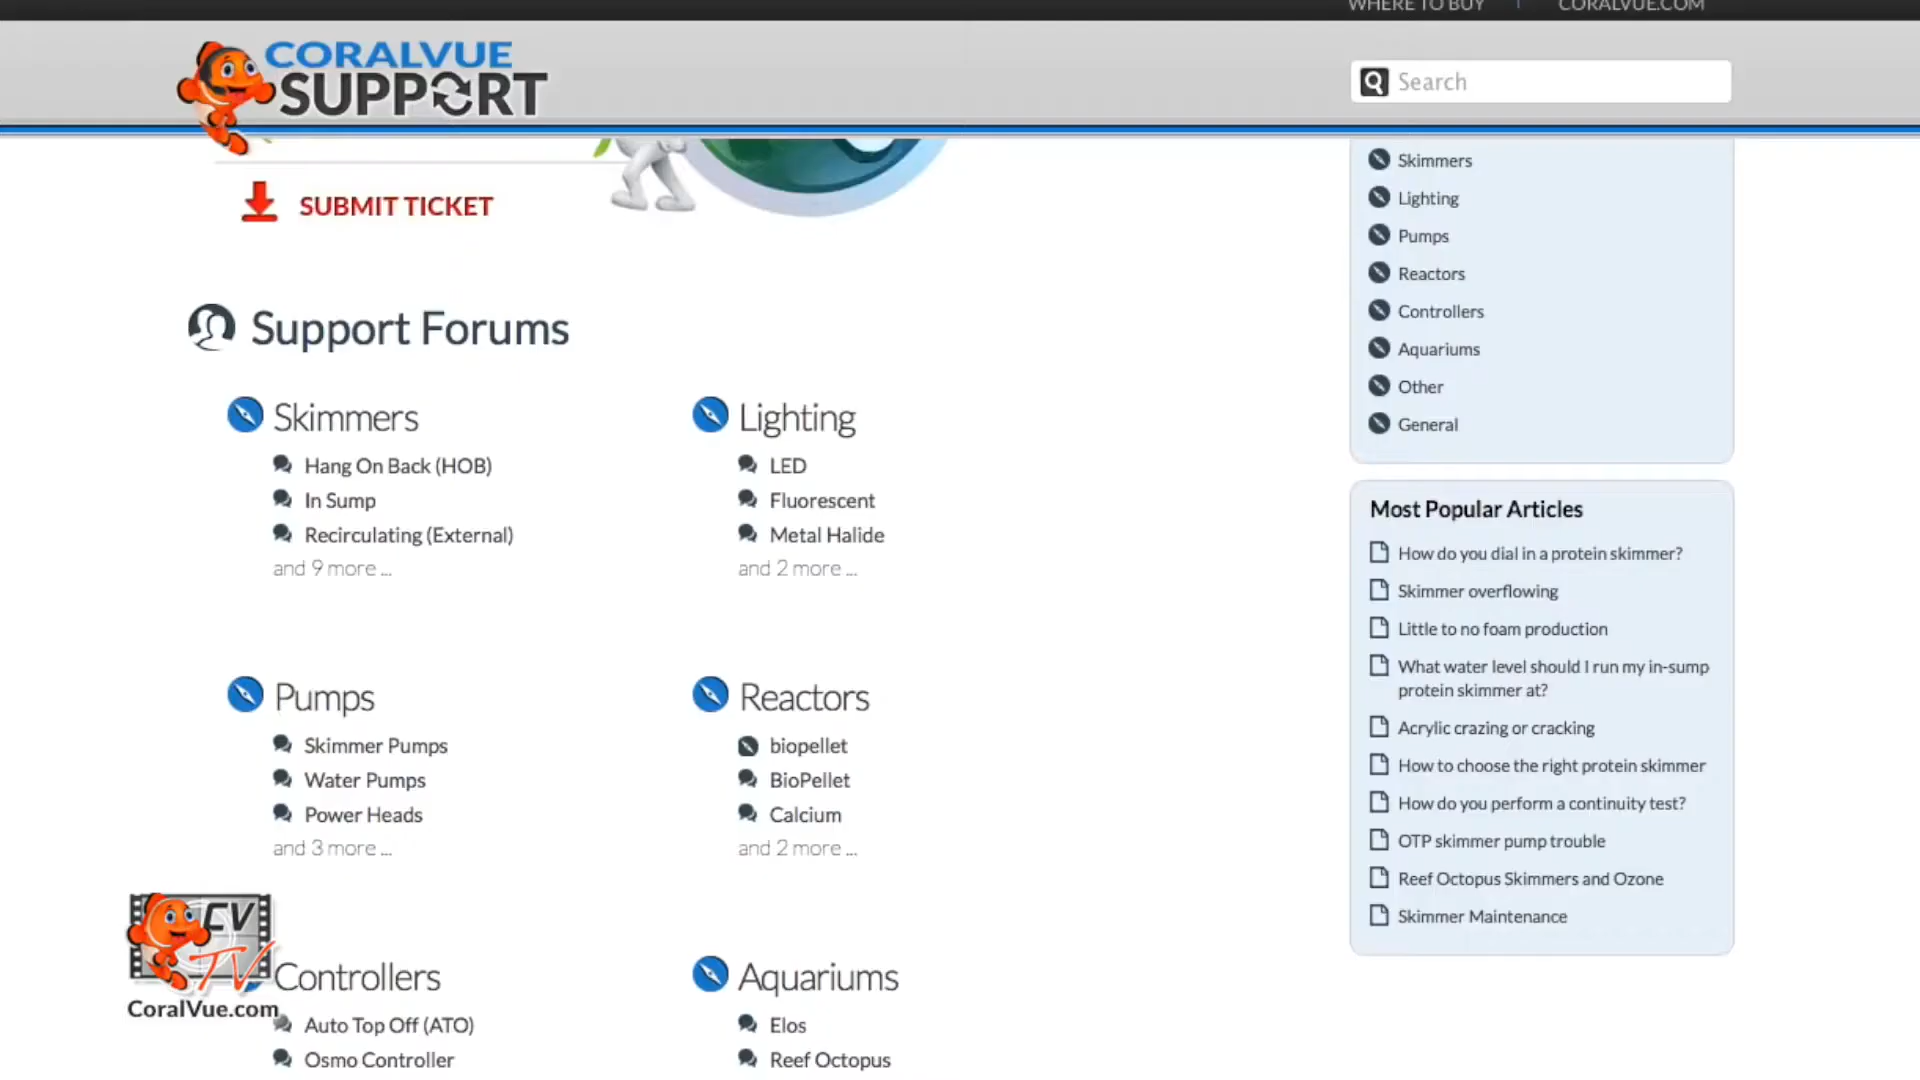 WHERE TO BUY
CORALVUE.COM
CORALVUE
SUPPORT
Search
SUBMIT TICKET
Support Forums
Skimmers
Hang On Back (HOB)
In Sump
Recirculating (External)
and 9 more ...
Lighting
LED
Fluorescent
Metal Halide
and 2 more ...
Pumps
Skimmer Pumps
Water Pumps
Power Heads
and 3 more ...
Reactors
biopellet
BioPellet
Calcium
and 2 more ...
Controllers
Auto Top Off (ATO)
Osmo Controller
Aquariums
Elos
Reef Octopus
Skimmers
Lighting
Pumps
Reactors
Controllers
Aquariums
Other
General
Most Popular Articles
How do you dial in a protein skimmer?
Skimmer overflowing
Little to no foam production
What water level should I run my in-sump
protein skimmer at?
Acrylic crazing or cracking
How to choose the right protein skimmer
How do you perform a continuity test?
OTP skimmer pump trouble
Reef Octopus Skimmers and Ozone
Skimmer Maintenance
CV
TV
CoralVue.com